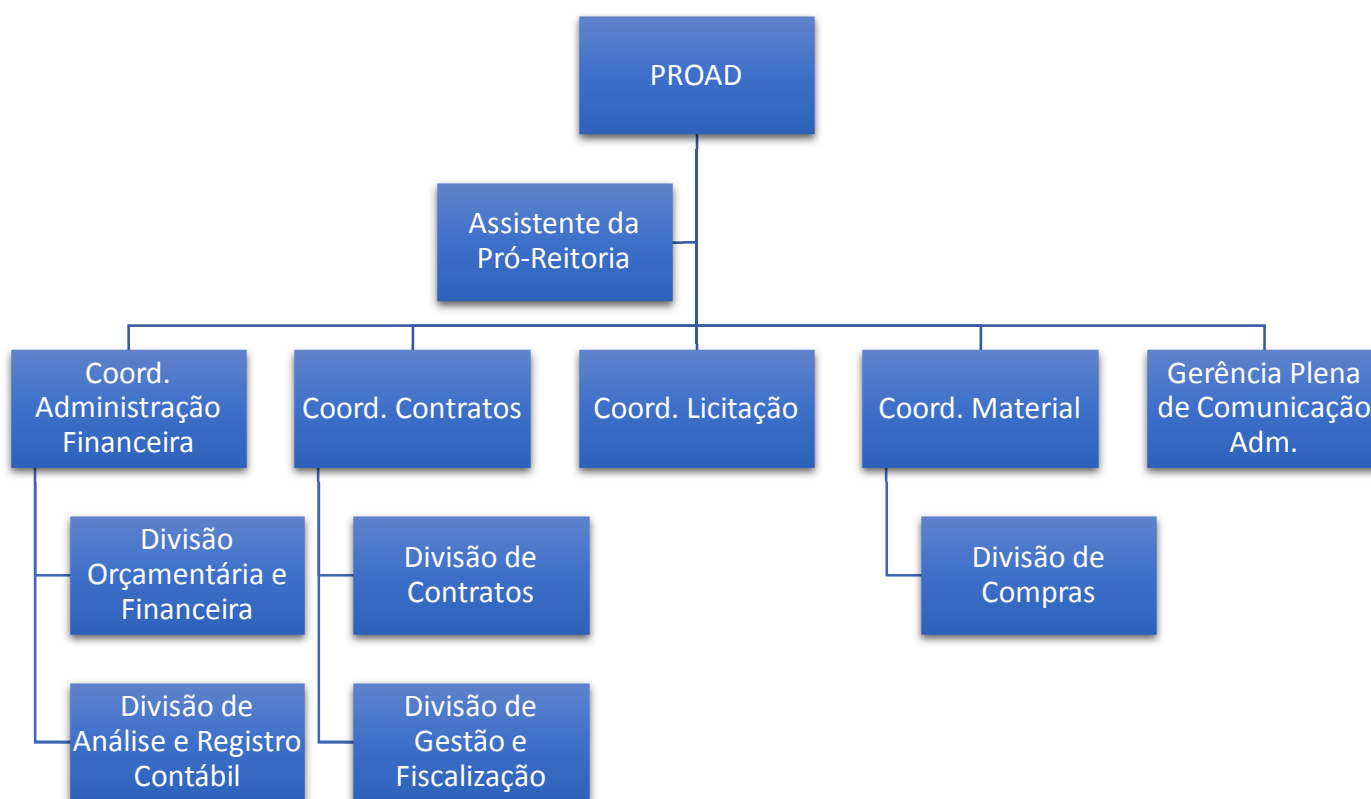 PROAD
Assistente da
Pró-Reitoria
Coord.
Administração
Financeira
Coord. Contratos
Coord. Licitação
Coord. Material
Gerência Plena
de Comunicação
Adm.
Divisão
Orçamentária e
Financeira
Divisão de
Contratos
Divisão de
Compras
Divisão de
Análise e Registro
Contábil
Divisão de
Gestão e
Fiscalização